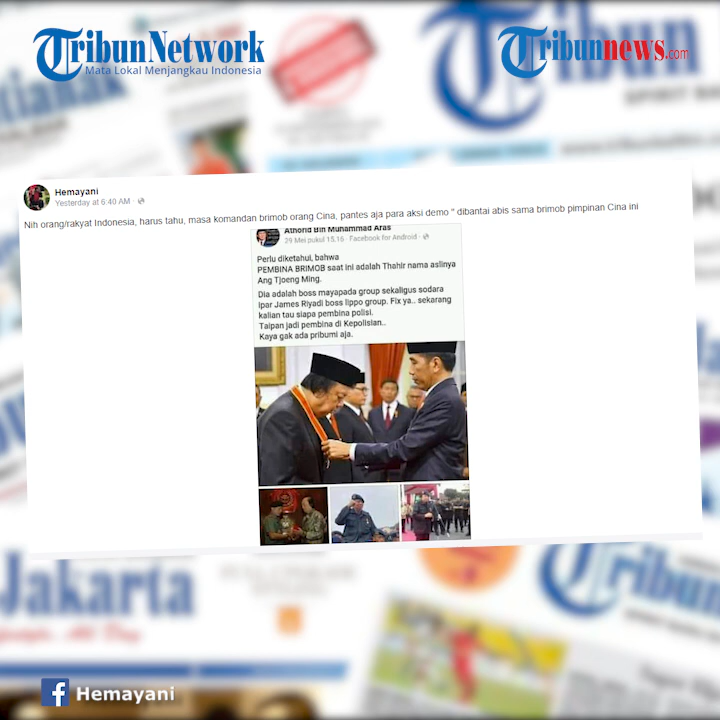 TribunNetwork
Mata Lokal Menjangkau Indonesia
Tribunnews.com
Tribun
Hemayani
Yesterday at 6:40 AM ·
Nih orang/rakyat Indonesia, harus tahu, masa komandan brimob orang Cina, pantes aja para aksi demo " dibantai abis sama brimob pimpinan Cina ini
Athond Bin Muhammad Aras
29 Mei pukul 15.16 · Facebook for Android ·
Perlu diketahui, bahwa
PEMBINA BRIMOB saat ini adalah Thahir nama aslinya
Ang Tjoeng Ming.
Dia adalah boss mayapada group sekaligus sodara
Ipar James Riyadi boss lippo group. Fix ya.. sekarang
kalian tau siapa pembina polisi.
Taipan jadi pembina di Kepolisian..
Kaya gak ada pribumi aja.
Jakarta
Tribun
Hemayani